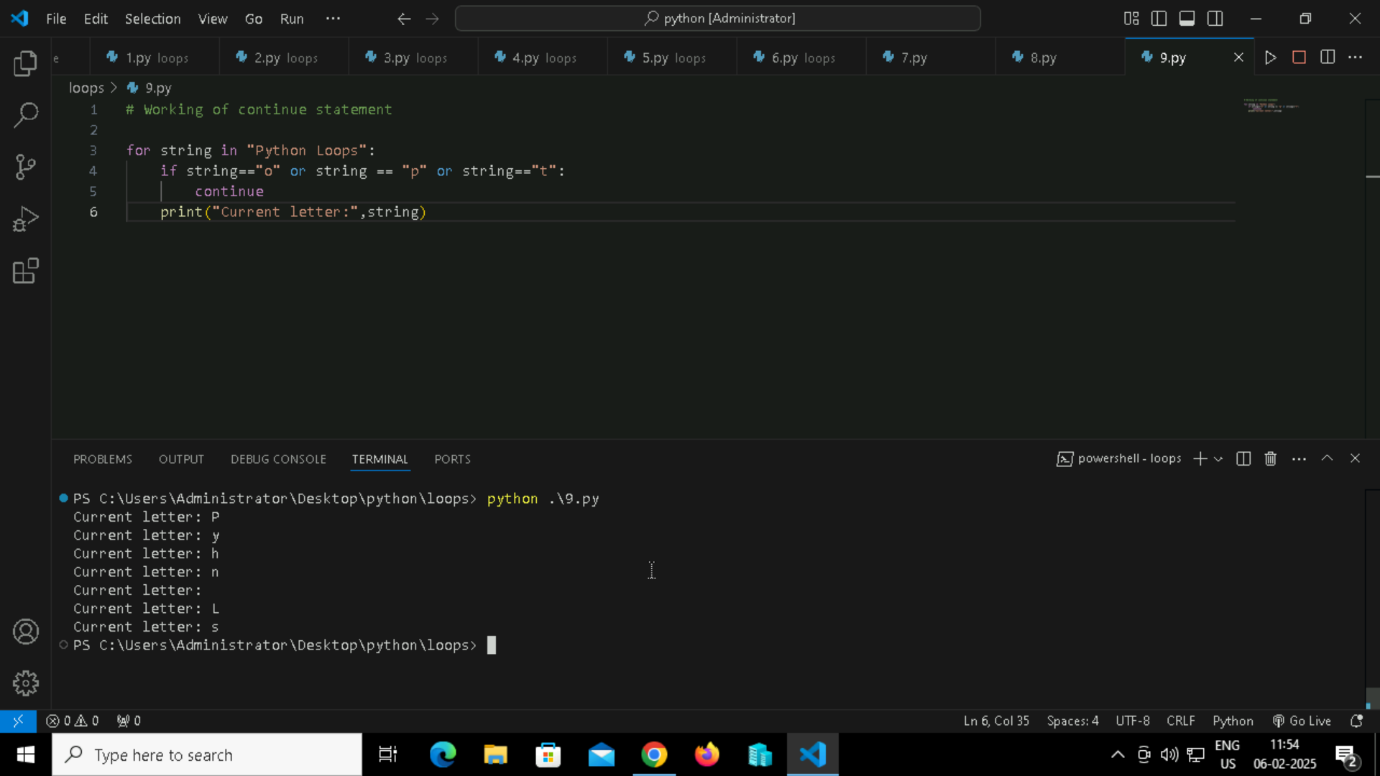 File Edit Selection View Go Run ··· python [Administrator]
e 1.py loops 2.py loops 3.py loops 4.py loops 5.py loops 6.py loops 7.py 8.py 9.py
loops > 9.py
1 # Working of continue statement
2
3 for string in "Python Loops":
4 if string=="o" or string == "p" or string=="t":
5 continue
6 print("Current letter:",string)
PROBLEMS OUTPUT DEBUG CONSOLE TERMINAL PORTS powershell - loops
PS C:\Users\Administrator\Desktop\python\loops> python .\9.py
Current letter: P
Current letter: y
Current letter: h
Current letter: n
Current letter:
Current letter: L
Current letter: s
PS C:\Users\Administrator\Desktop\python\loops>
0 0 0 Ln 6, Col 35 Spaces: 4 UTF-8 CRLF Python Go Live
Type here to search ENG US 11:54 06-02-2025 2